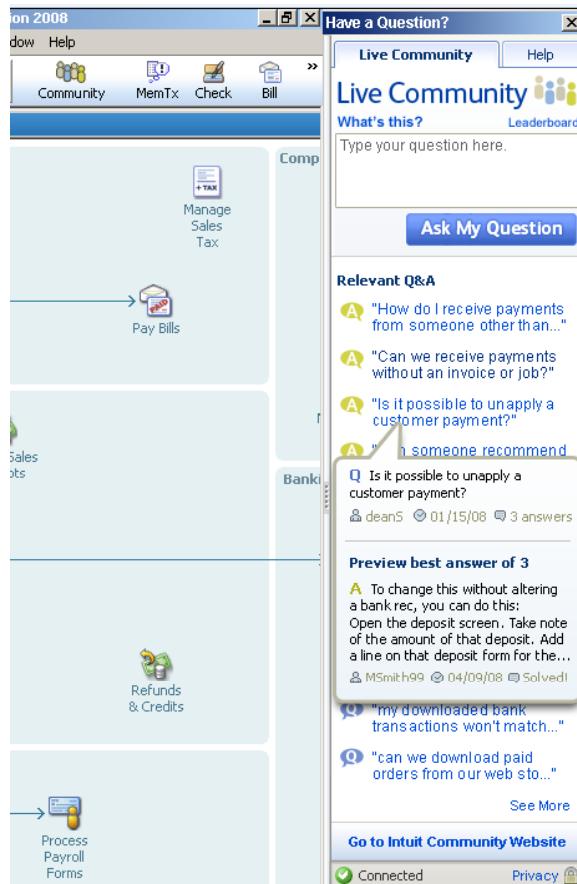 ion 2008
dow Help
Community MemTx Check Bill »
Comp
+ TAX
Manage
Sales
Tax
PAID
Pay Bills
Sales
pts
Banki
Refunds
& Credits
Process
Payroll
Forms
Have a Question?
Live Community Help
Live Community
What's this? Leaderboard
Type your question here.
Ask My Question
Relevant Q&A
A "How do I receive payments
from someone other than..."
A "Can we receive payments
without an invoice or job?"
A "Is it possible to unapply a
customer payment?"
A someone recommend
Q Is it possible to unapply a
customer payment?
deanS 01/15/08 3 answers
Preview best answer of 3
A To change this without altering
a bank rec, you can do this:
Open the deposit screen. Take note
of the amount of that deposit. Add
a line on that deposit form for the...
MSmith99 04/09/08 Solved!
Q "my downloaded bank
transactions won't match..."
Q "can we download paid
orders from our web sto..."
See More
Go to Intuit Community Website
Connected Privacy